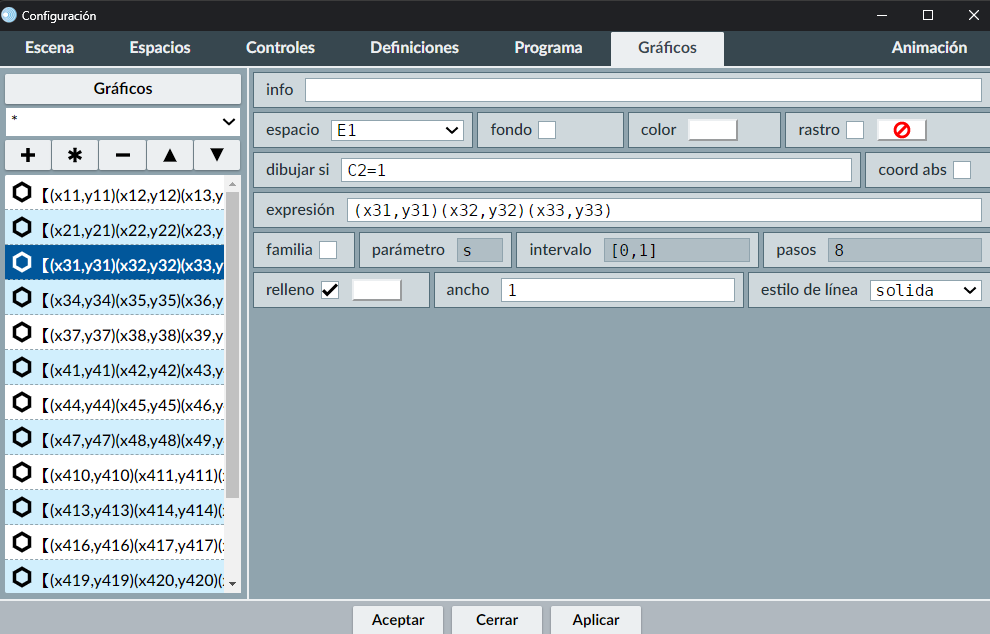 Configuración
Escena Espacios Controles Definiciones Programa Gráficos Animación
Gráficos
*
+ * − ▲ ▼
【(x11,y11)(x12,y12)(x13,y
【(x21,y21)(x22,y22)(x23,y
【(x31,y31)(x32,y32)(x33,y
【(x34,y34)(x35,y35)(x36,y
【(x37,y37)(x38,y38)(x39,y
【(x41,y41)(x42,y42)(x43,y
【(x44,y44)(x45,y45)(x46,y
【(x47,y47)(x48,y48)(x49,y
【(x410,y410)(x411,y411)(
【(x413,y413)(x414,y414)(
【(x416,y416)(x417,y417)(
【(x419,y419)(x420,y420)(
info
espacio E1 fondo color rastro
dibujar si C2=1 coord abs
expresión (x31,y31)(x32,y32)(x33,y33)
familia parámetro s intervalo [0,1] pasos 8
relleno ancho 1 estilo de línea solida
Aceptar Cerrar Aplicar